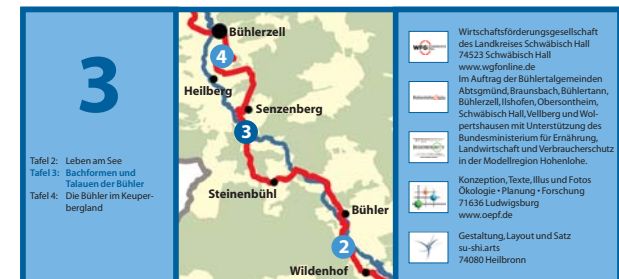 3
Tafel 2: Leben am See
Tafel 3: Bachformen und
Talauen der Bühler
Tafel 4: Die Bühler im Keuper-
bergland
Bühlerzell
4
Heilberg
Senzenberg
3
Steinenbühl
Bühler
2
Wildenhof
WFG
Wirtschaftsförderungsgesellschaft
des Landkreises Schwäbisch Hall
74523 Schwäbisch Hall
www.wgfonline.de
Im Auftrag der Bühlertalgemeinden
Abtsgmünd, Braunsbach, Bühlertann,
Bühlerzell, Ilshofen, Obersontheim,
Schwäbisch Hall, Vellberg und Wol-
pertshausen mit Unterstützung des
Bundesministerium für Ernährung,
Landwirtschaft und Verbraucherschutz
in der Modellregion Hohenlohe.
Konzeption, Texte, Illus und Fotos
Ökologie • Planung • Forschung
71636 Ludwigsburg
www.oepf.de
Gestaltung, Layout und Satz
su-shi.arts
74080 Heilbronn